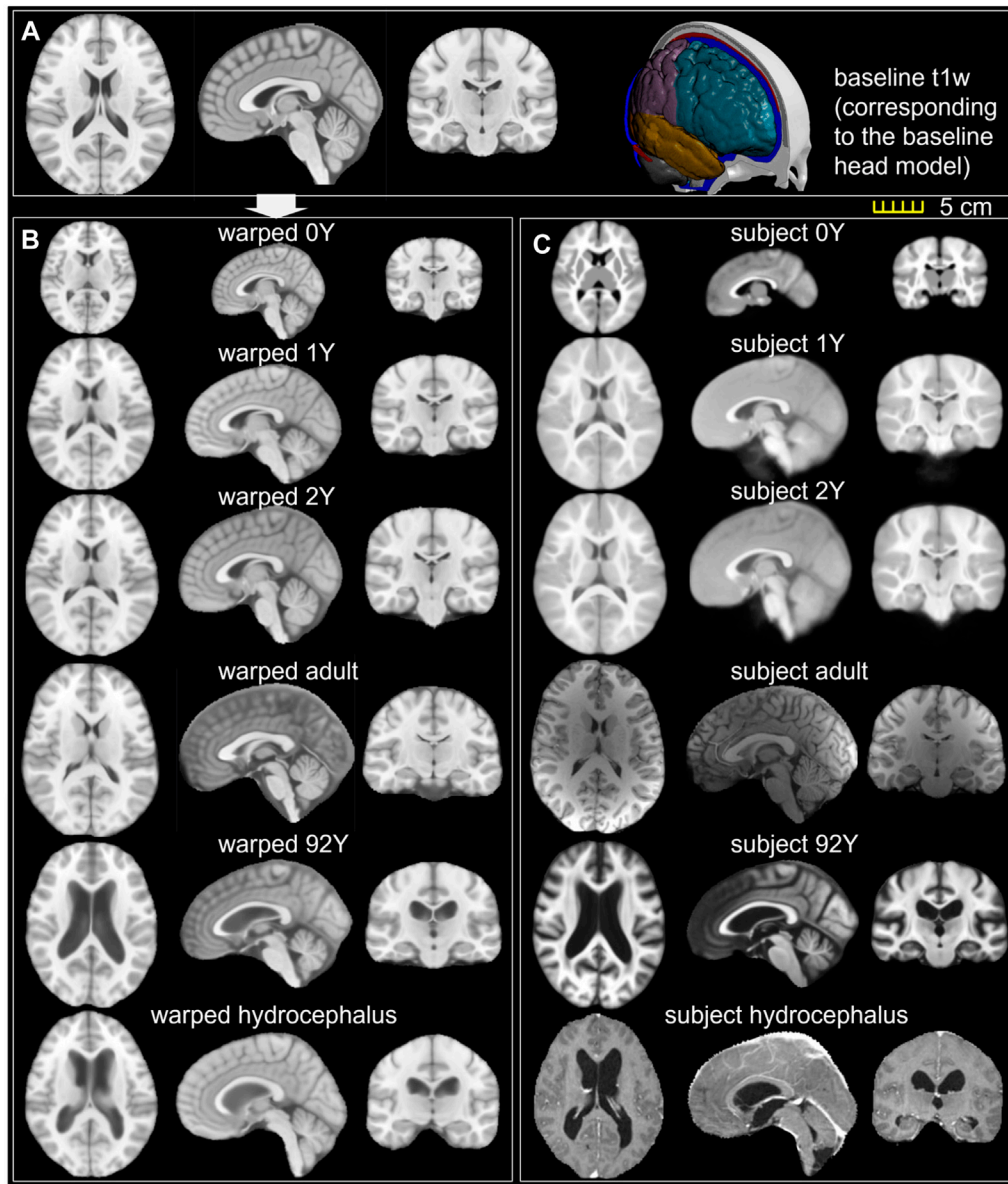 A
baseline t1w
(corresponding
to the baseline
head model)
5 cm
B
warped 0Y
warped 1Y
warped 2Y
warped adult
warped 92Y
warped hydrocephalus
C
subject 0Y
subject 1Y
subject 2Y
subject adult
subject 92Y
subject hydrocephalus